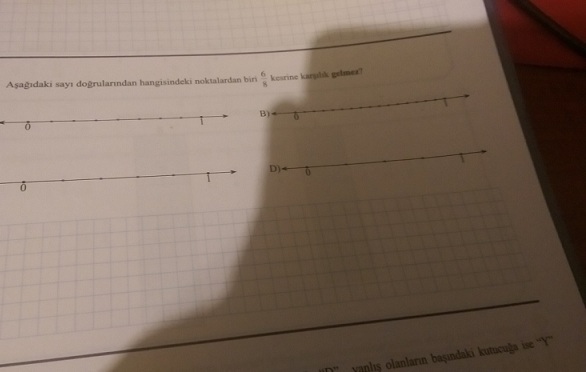 Aşağıdaki sayı doğrularından hangisindeki noktalardan biri 6/8 kesrine karşılık gelmez?
0 1
B) 0 1
0 1
D) 0 1
"D" yanlış olanların başındaki kutucuğa ise "Y"